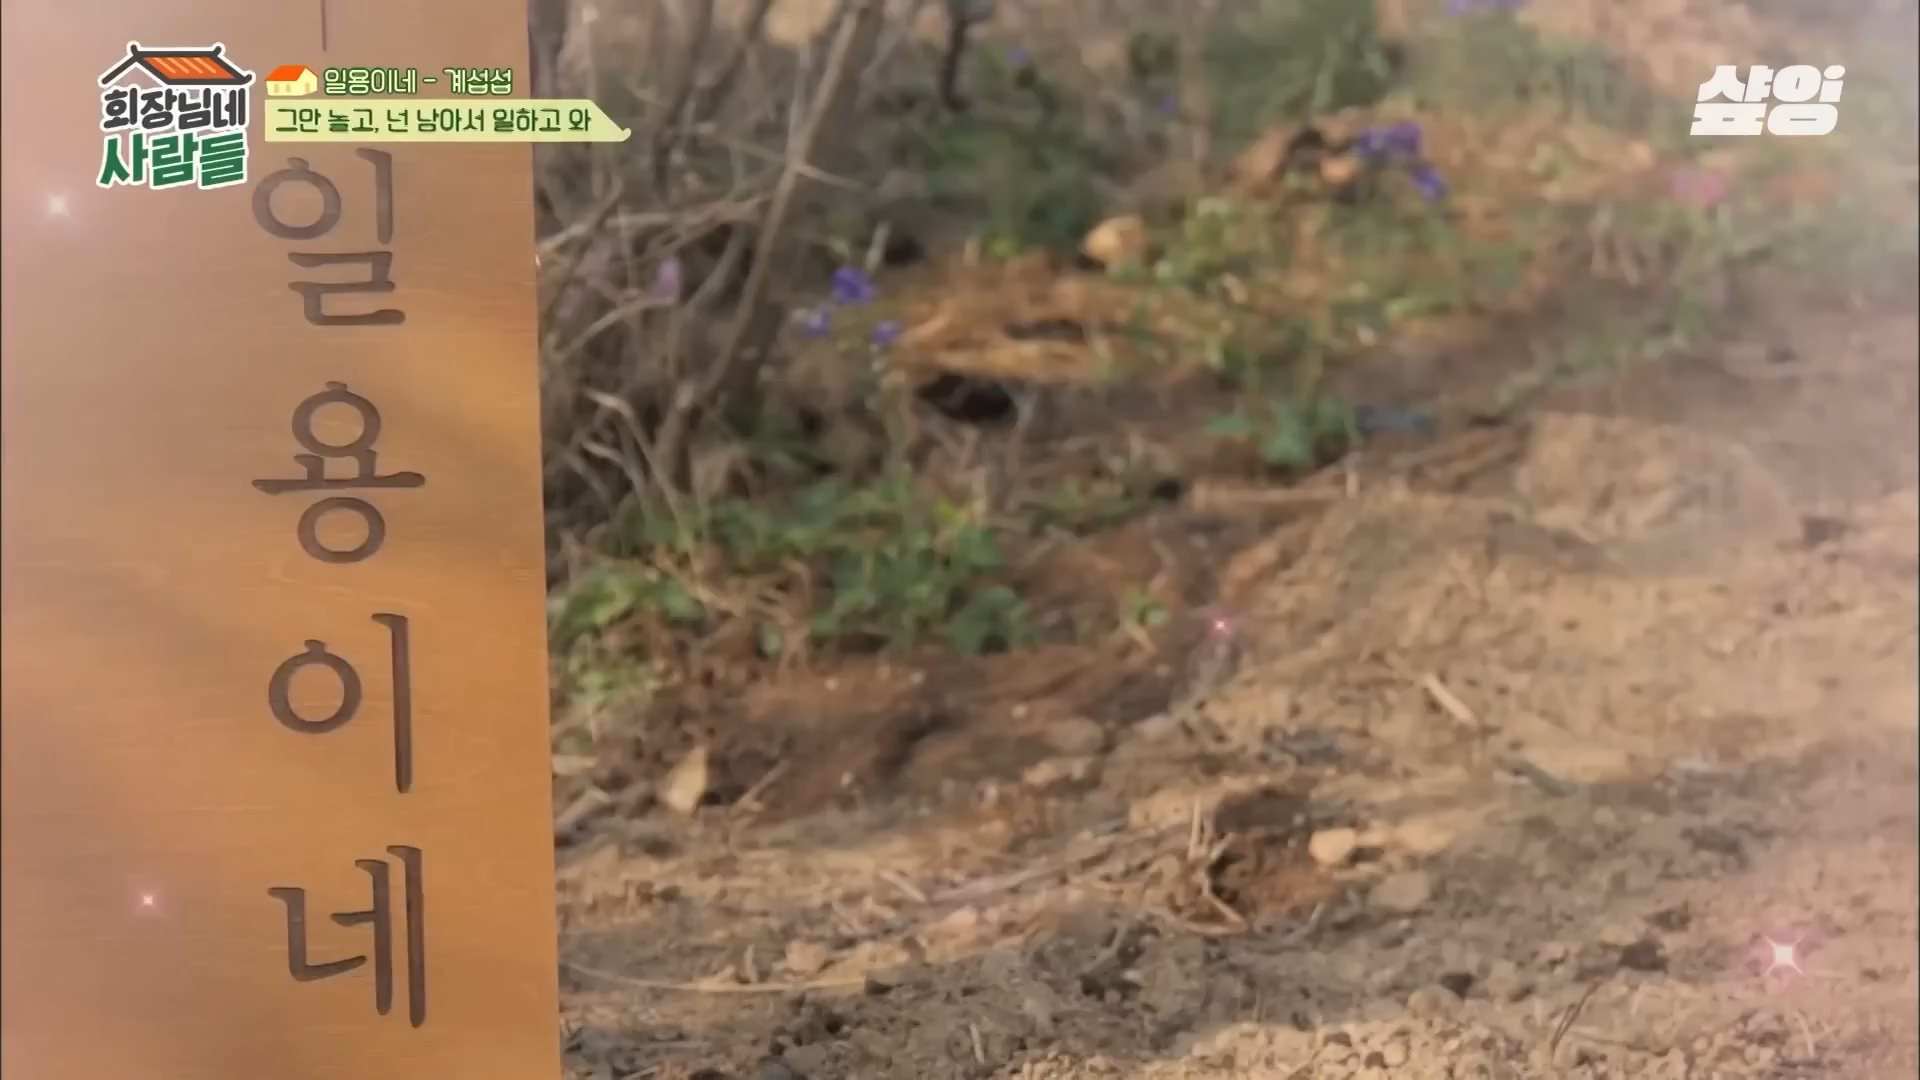 회장님네
사람들
일용이네 - 계섭섭
그만 놀고, 넌 남아서 일하고 와
샾잉
일용이네